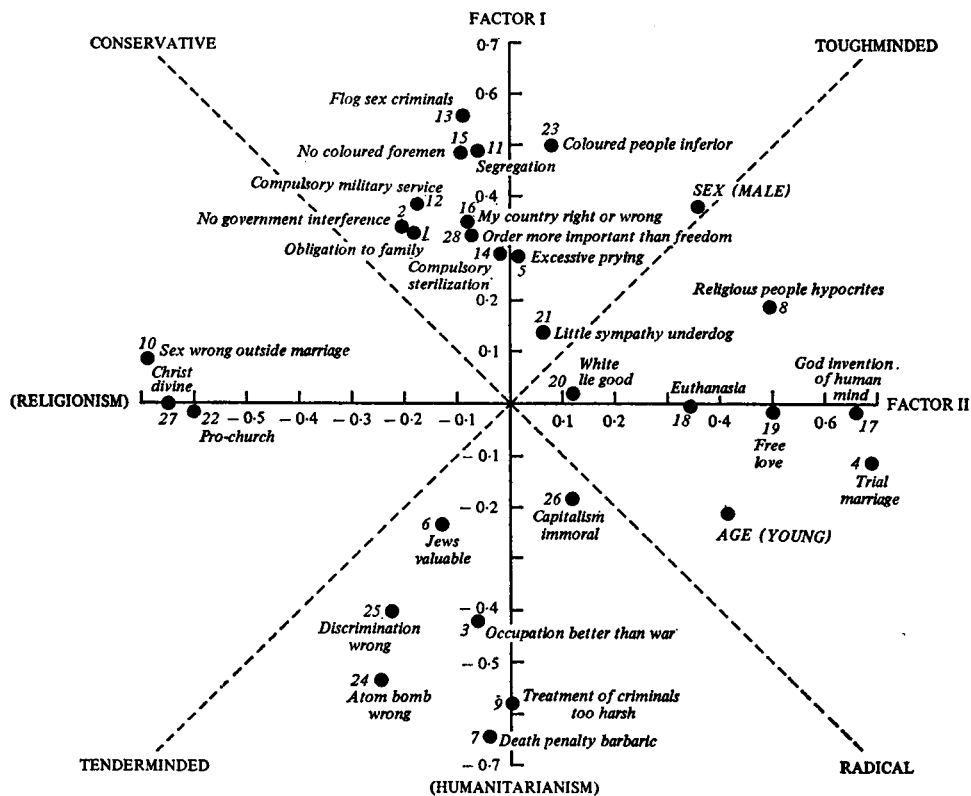 FACTOR I
CONSERVATIVE
0·7
TOUGHMINDED
0·6
Flog sex criminals
13
15
23
No coloured foremen
11
Coloured people inferior
Segregation
Compulsory military service
12
0·4
SEX (MALE)
No government interference
2
16
My country right or wrong
1
28
Order more important than freedom
Obligation to family
14
5
Excessive prying
Compulsory
sterilization
0·2
Religious people hypocrites
8
21
Little sympathy underdog
10
Sex wrong outside marriage
0·1
White
lie good
20
Christ
divine
God invention
of human
mind
Euthanasia
(RELIGIONISM)
FACTOR II
27
22
−0·5
−0·4
−0·3
−0·2
−0·1
0·1
0·2
18
0·4
19
0·6
17
Pro-church
Free
love
−0·1
4
Trial
marriage
26
Capitalism
immoral
−0·2
6
Jews
valuable
AGE (YOUNG)
25
Discrimination
wrong
−0·4
3
Occupation better than war
−0·5
24
Atom bomb
wrong
9
Treatment of criminals
too harsh
7
Death penalty barbaric
TENDERMINDED
−0·7
RADICAL
(HUMANITARIANISM)